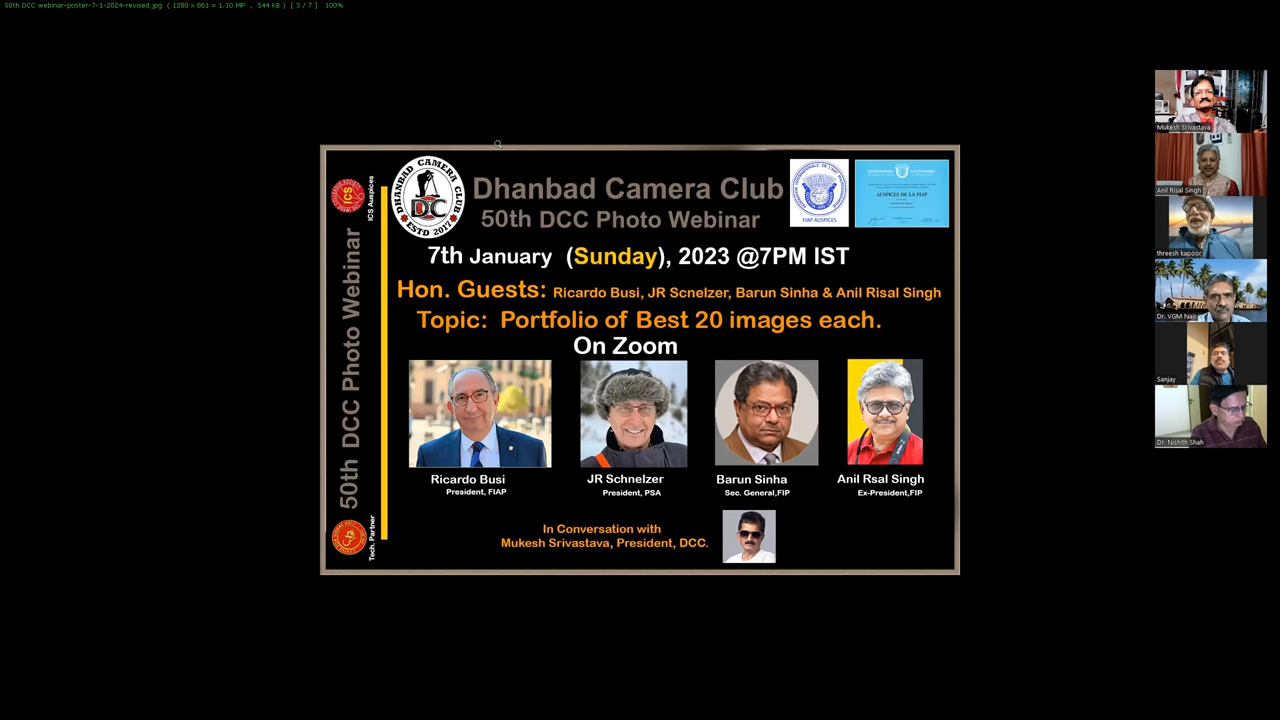 50th DCC webinar-poster-7-1-2024-revised.jpg ( 1280 x 861 = 1.10 MP , 544 KB ) [ 3 / 7 ] 100%
ICS
ICS Auspices
DHANBAD CAMERA CLUB
DC
ESTD 2017
Dhanbad Camera Club
50th DCC Photo Webinar
FIAP AUSPICES
AUSPICES DE LA FIAP
50th DCC Photo Webinar
7th January (Sunday), 2023 @7PM IST
Hon. Guests: Ricardo Busi, JR Scnelzer, Barun Sinha & Anil Risal Singh
Topic: Portfolio of Best 20 images each.
On Zoom
Ricardo Busi
President, FIAP
JR Schnelzer
President, PSA
Barun Sinha
Sec. General,FIP
Anil Rsal Singh
Ex-President,FIP
In Conversation with
Mukesh Srivastava, President, DCC.
Tech. Partner
Mukesh Srivastava
Anil Risal Singh
threesh kapoor
Dr. VGM Nair
Sanjay
Dr. Nishith Shah